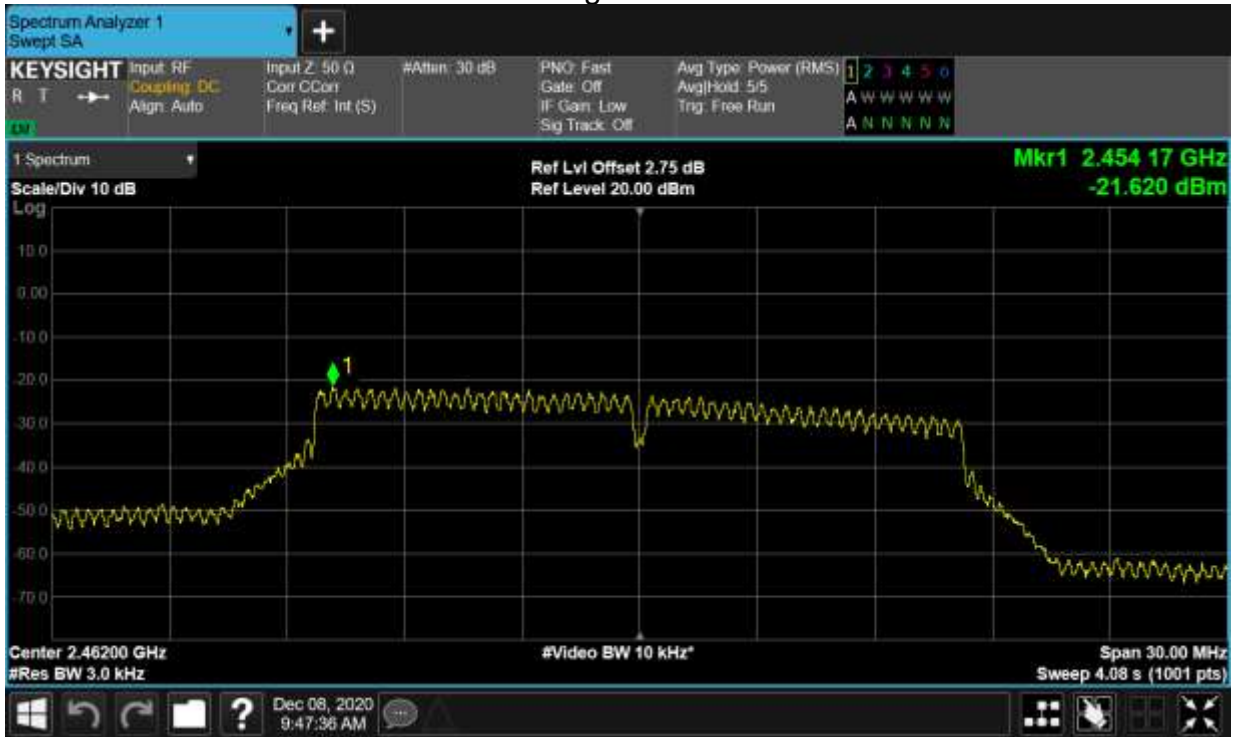 Spectrum Analyzer 1
Swept SA
+
KEYSIGHT
R T
Input: RF
Coupling: DC
Align: Auto
Input Z: 50 Ω
Corr CCorr
Freq Ref: Int (S)
#Atten: 30 dB
PNO: Fast
Gate: Off
IF Gain: Low
Sig Track: Off
Avg Type: Power (RMS)
Avg|Hold: 5/5
Trig: Free Run
1 2 3 4 5 6
A W W W W W
A N N N N N
1 Spectrum
Scale/Div 10 dB
Log
Ref Lvl Offset 2.75 dB
Ref Level 20.00 dBm
Mkr1 2.454 17 GHz
-21.620 dBm
10.0
0.00
-10.0
-20.0
-30.0
-40.0
-50.0
-60.0
-70.0
1
Center 2.46200 GHz
#Res BW 3.0 kHz
#Video BW 10 kHz*
Span 30.00 MHz
Sweep 4.08 s (1001 pts)
?
Dec 08, 2020
9:47:36 AM